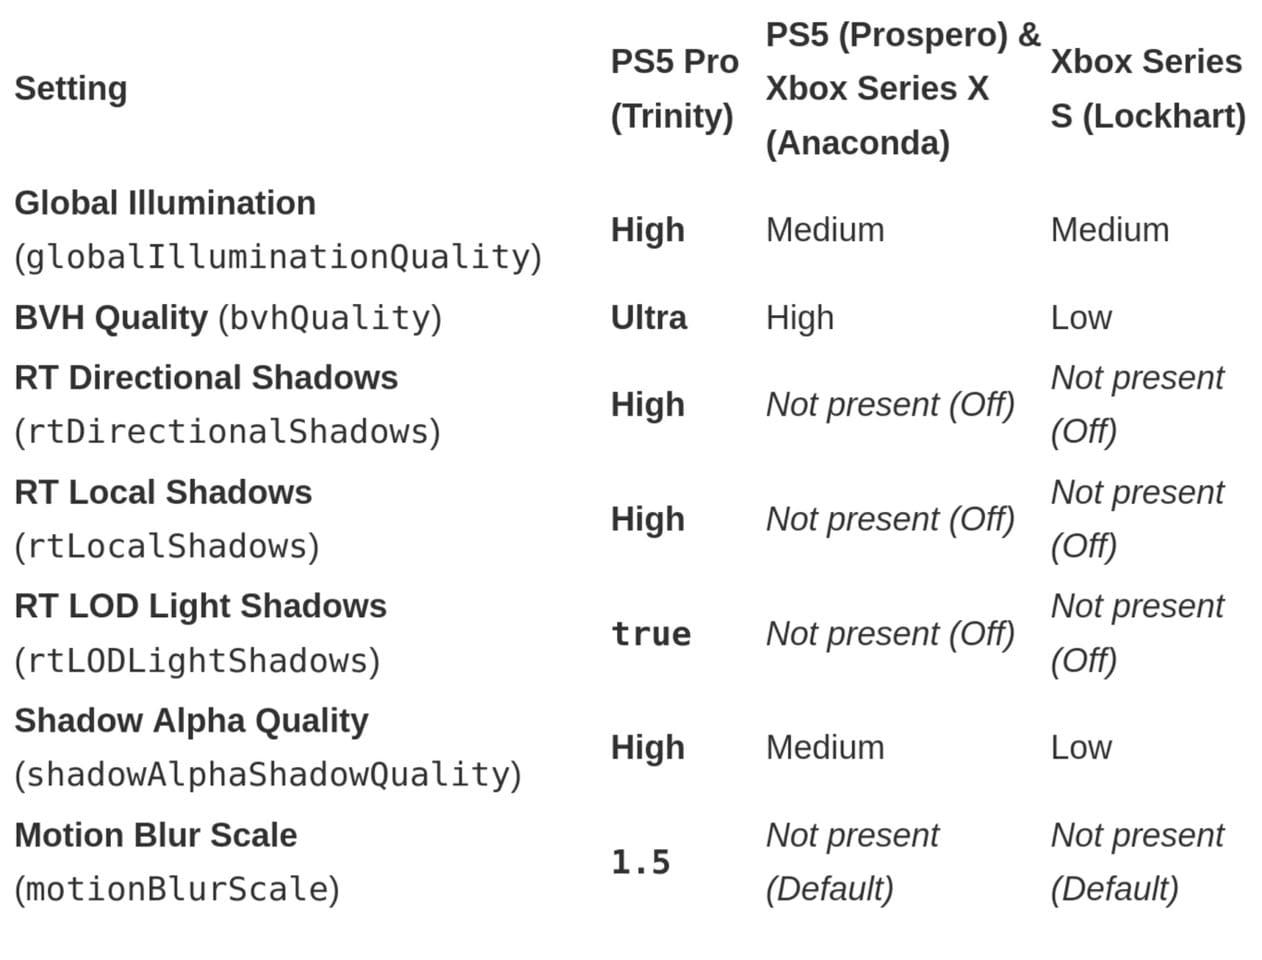 Setting
PS5 Pro
(Trinity)
PS5 (Prospero) &
Xbox Series X
(Anaconda)
Xbox Series
S (Lockhart)
Global Illumination
(globalIlluminationQuality)
High
Medium
Medium
BVH Quality (bvhQuality)
Ultra
High
Low
RT Directional Shadows
(rtDirectionalShadows)
High
Not present (Off)
Not present
(Off)
RT Local Shadows
(rtLocalShadows)
High
Not present (Off)
Not present
(Off)
RT LOD Light Shadows
(rtLODLightShadows)
true
Not present (Off)
Not present
(Off)
Shadow Alpha Quality
(shadowAlphaShadowQuality)
High
Medium
Low
Motion Blur Scale
(motionBlurScale)
1.5
Not present
(Default)
Not present
(Default)